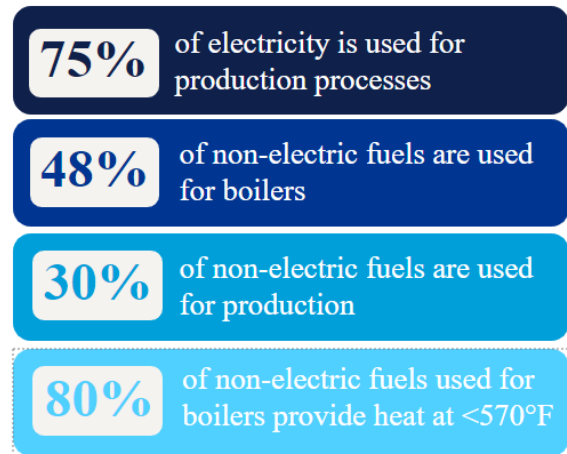 75%
of electricity is used for
production processes
48%
of non-electric fuels are used
for boilers
30%
of non-electric fuels are used
for production
80%
of non-electric fuels used for
boilers provide heat at <570°F